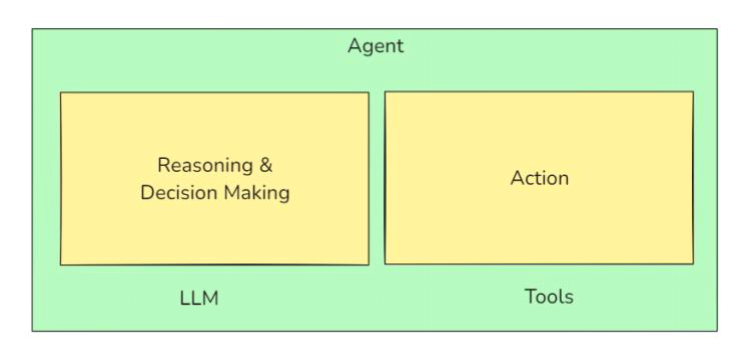 Agent
Reasoning &
Decision Making
Action
LLM
Tools